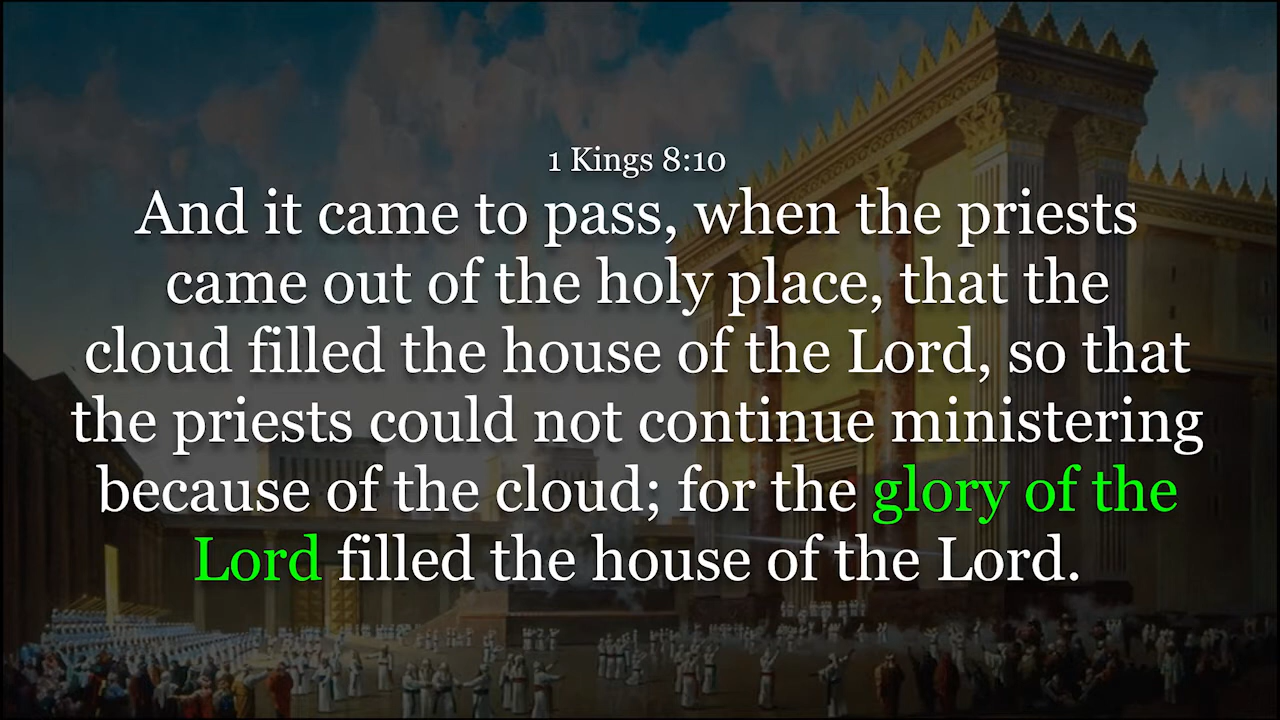 1 Kings 8:10
And it came to pass, when the priests
came out of the holy place, that the
cloud filled the house of the Lord, so that
the priests could not continue ministering
because of the cloud; for the glory of the
Lord filled the house of the Lord.